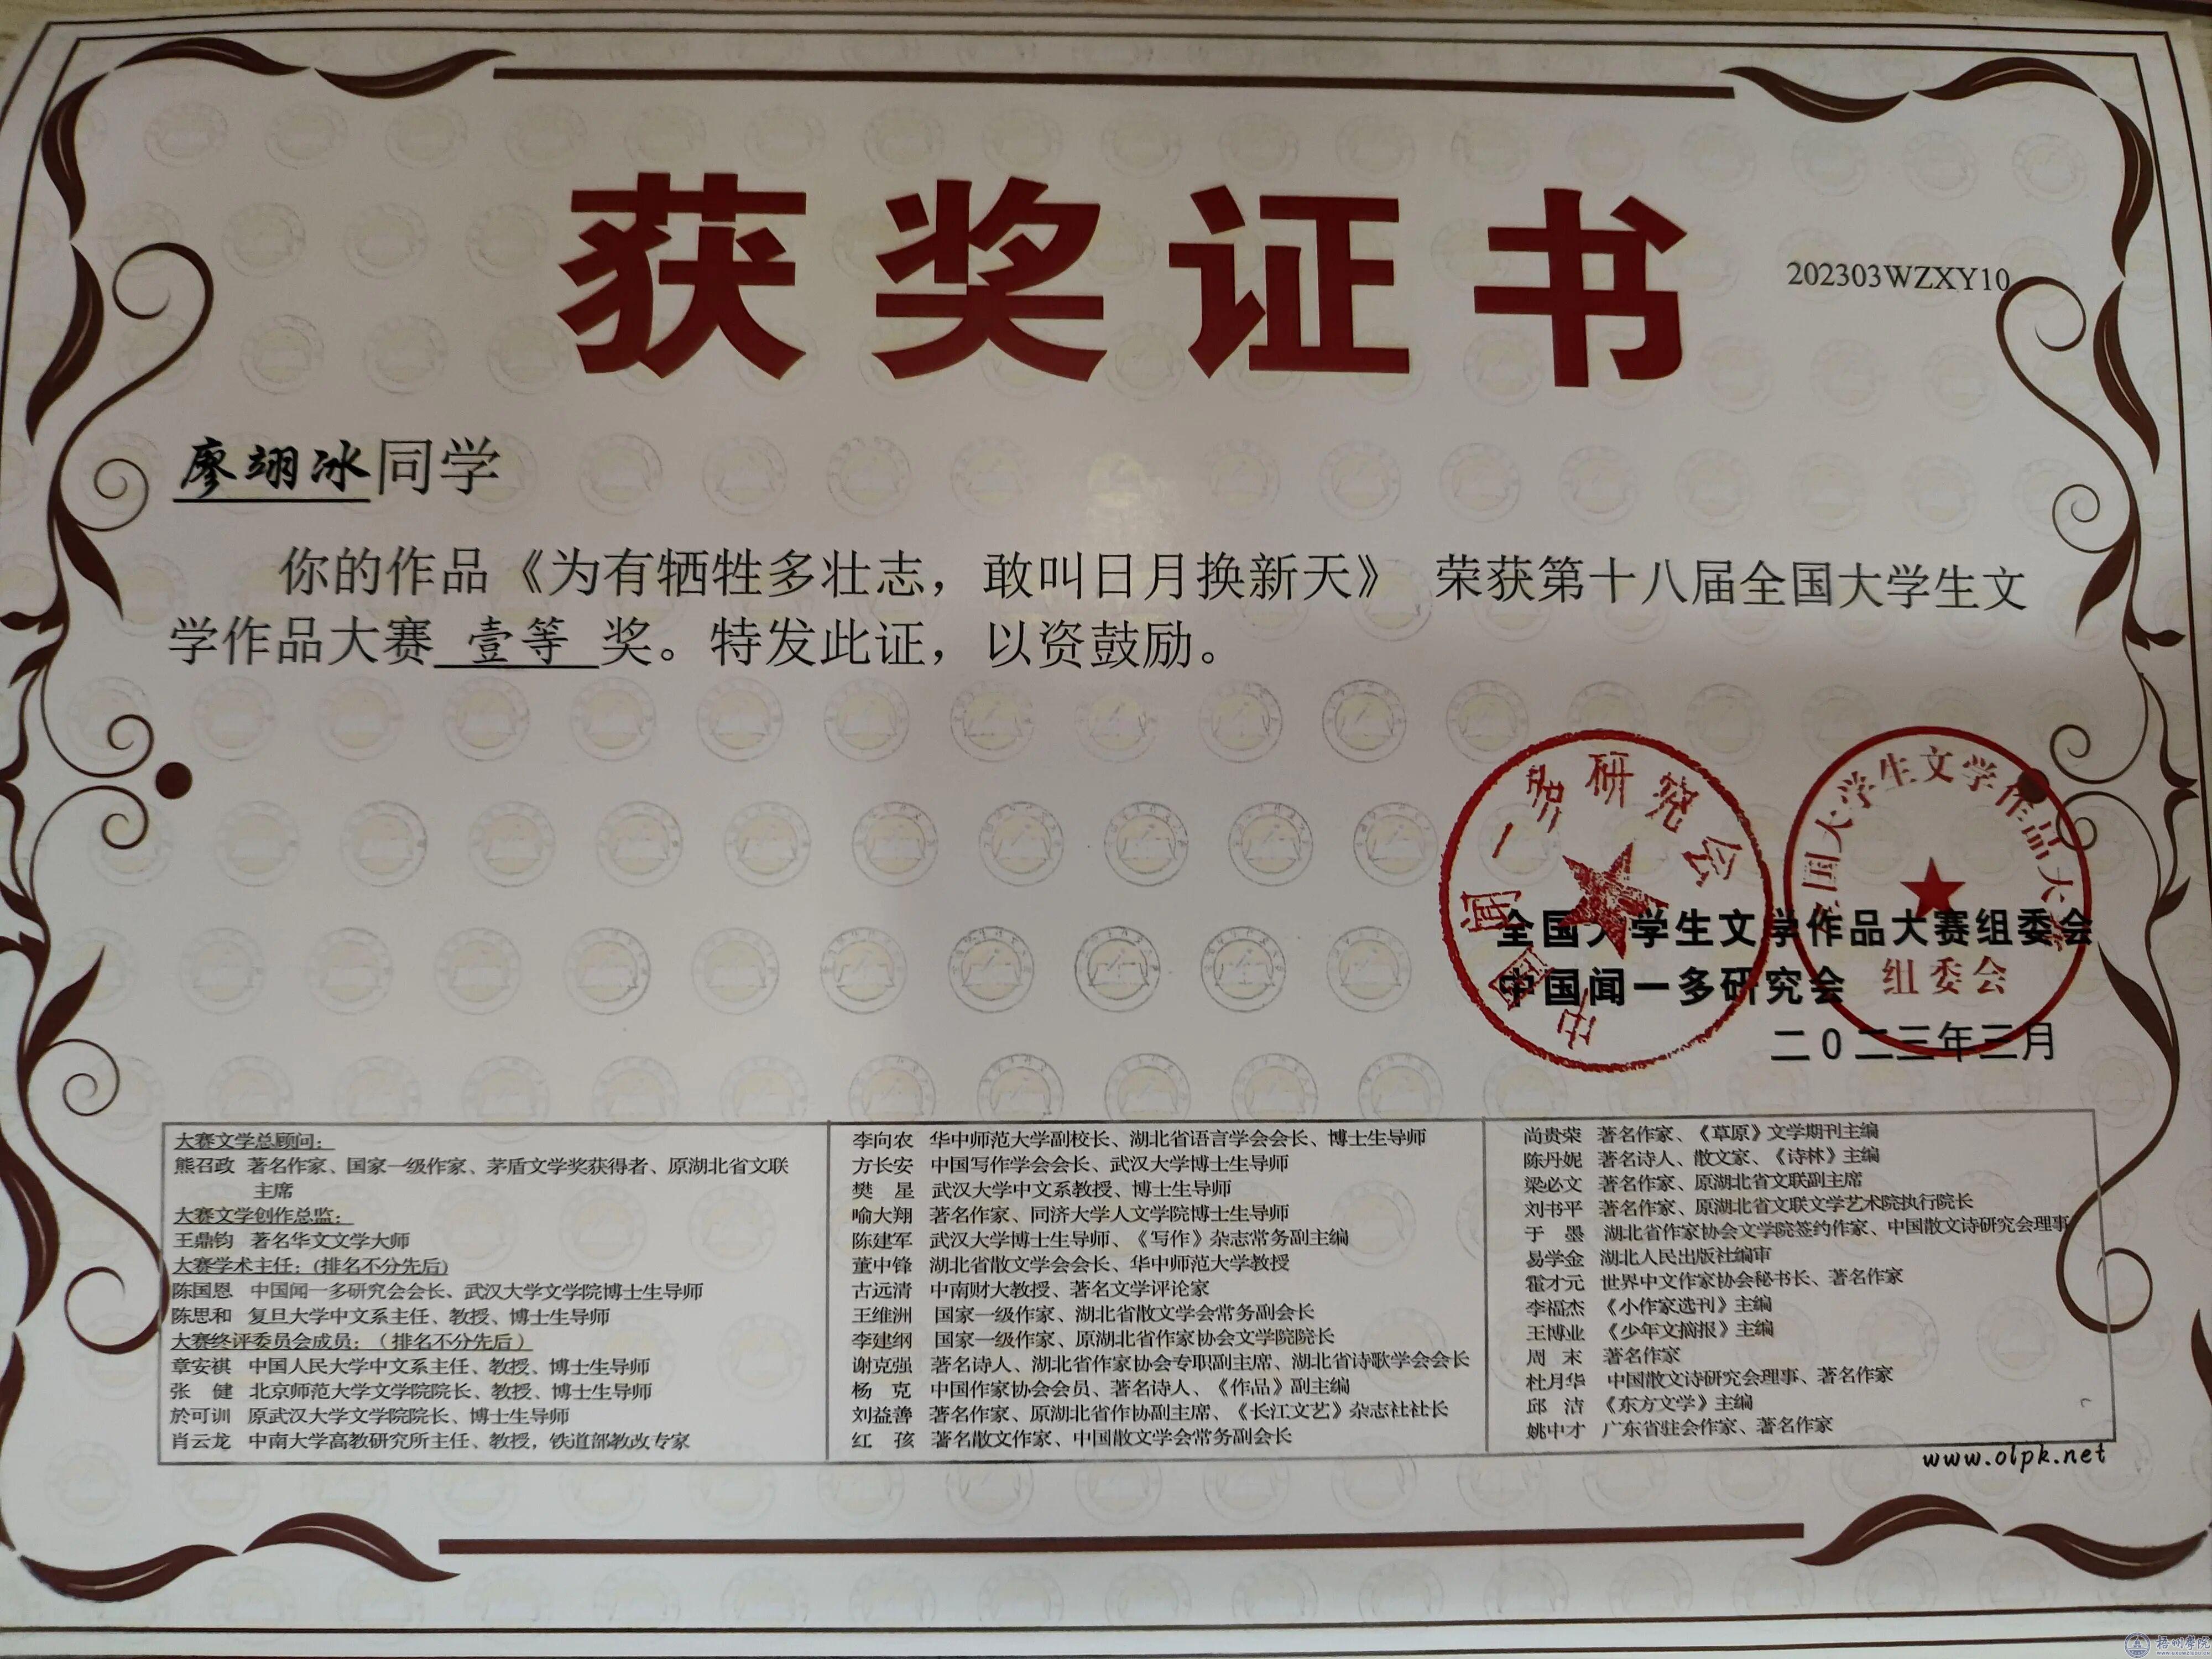 获奖证书
202303WZXY10
廖翊冰同学
你的作品《为有牺牲多壮志，敢叫日月换新天》 荣获第十八届全国大学生文
学作品大赛 壹等 奖。特发此证，以资鼓励。
中国闻一多研究会
全国大学生文学作品大赛
组委会
全国大学生文学作品大赛组委会
中国闻一多研究会
二0二三年三月
大赛文学总顾问：
熊召政 著名作家、国家一级作家、茅盾文学奖获得者、原湖北省文联
主席
大赛文学创作总监：
王鼎钧 著名华文文学大师
大赛学术主任：(排名不分先后)
陈国恩 中国闻一多研究会会长、武汉大学文学院博士生导师
陈思和 复旦大学中文系主任、教授、博士生导师
大赛终评委员会成员：（排名不分先后）
章安祺 中国人民大学中文系主任、教授、博士生导师
张 健 北京师范大学文学院院长、教授、博士生导师
於可训 原武汉大学文学院院长、博士生导师
肖云龙 中南大学高教研究所主任、教授，铁道部教改专家
李向农 华中师范大学副校长、湖北省语言学会会长、博士生导师
方长安 中国写作学会会长、武汉大学博士生导师
樊 星 武汉大学中文系教授、博士生导师
喻大翔 著名作家、同济大学人文学院博士生导师
陈建军 武汉大学博士生导师、《写作》杂志常务副主编
董中锋 湖北省散文学会会长、华中师范大学教授
古远清 中南财大教授、著名文学评论家
王维洲 国家一级作家、湖北省散文学会常务副会长
李建纲 国家一级作家、原湖北省作家协会文学院院长
谢克强 著名诗人、湖北省作家协会专职副主席、湖北省诗歌学会会长
杨 克 中国作家协会会员、著名诗人、《作品》副主编
刘益善 著名作家、原湖北省作协副主席、《长江文艺》杂志社社长
红 孩 著名散文作家、中国散文学会常务副会长
尚贵荣 著名作家、《草原》文学期刊主编
陈丹妮 著名诗人、散文家、《诗林》主编
梁必文 著名作家、原湖北省文联副主席
刘书平 著名作家、原湖北省文联文学艺术院执行院长
于 墨 湖北省作家协会文学院签约作家、中国散文诗研究会理事
易学金 湖北人民出版社编审
霍才元 世界中文作家协会秘书长、著名作家
李福杰 《小作家选刊》主编
王博业 《少年文摘报》主编
周 末 著名作家
杜月华 中国散文诗研究会理事、著名作家
邱 洁 《东方文学》主编
姚中才 广东省驻会作家、著名作家
www.olpk.net
梧州学院